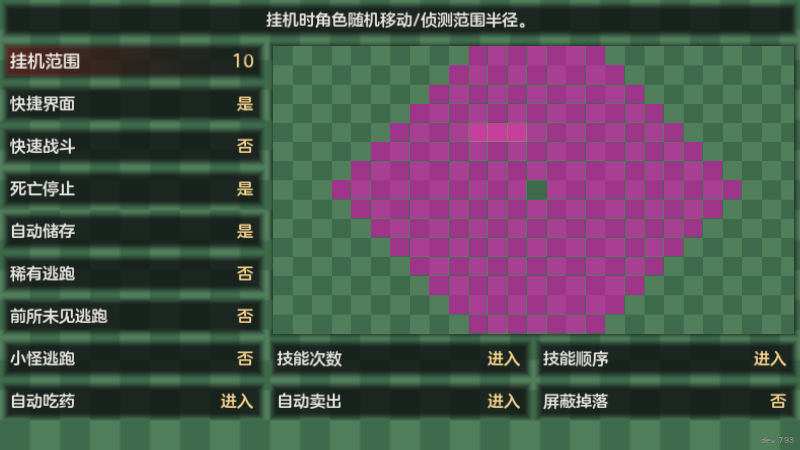 挂机时角色随机移动/侦测范围半径。
挂机范围 10
快捷界面 是
快速战斗 否
死亡停止 是
自动储存 是
稀有逃跑 否
前所未见逃跑 否
小怪逃跑 否
技能次数 进入
技能顺序 进入
自动吃药 进入
自动卖出 进入
屏蔽掉落 否
dev 793